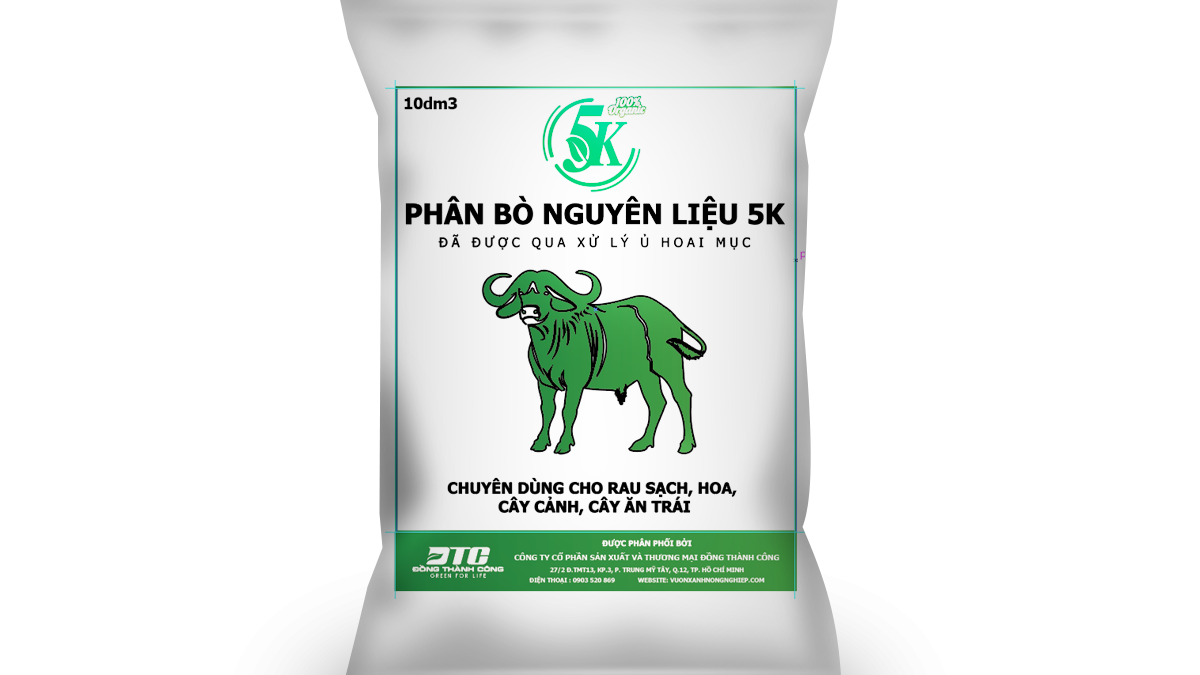 10dm3
100%
Organic
5K
PHÂN BÒ NGUYÊN LIỆU 5K
ĐÃ ĐƯỢC QUA XỬ LÝ Ủ HOAI MỤC
P
CHUYÊN DÙNG CHO RAU SẠCH, HOA,
CÂY CẢNH, CÂY ĂN TRÁI
ĐƯỢC PHÂN PHỐI BỞI
DTC
ĐỒNG THÀNH CÔNG
GREEN FOR LIFE
CÔNG TY CỔ PHẦN SẢN XUẤT VÀ THƯƠNG MẠI ĐỒNG THÀNH CÔNG
27/2 Đ.TMT13, KP.3, P. TRUNG MỸ TÂY, Q.12, TP. HỒ CHÍ MINH
ĐIỆN THOẠI : 0903 520 869 WEBSITE: VUONXANHNONGNGHIEP.COM